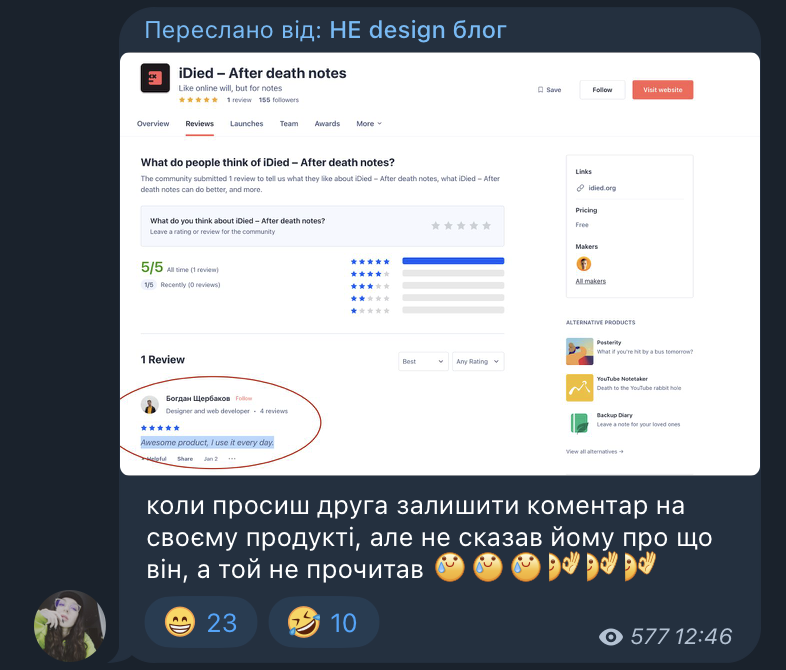 Переслано від: НЕ design блог
iDied – After death notes
Like online will, but for notes
1 review 155 followers
Save
Follow
Visit website
Overview Reviews Launches Team Awards More
What do people think of iDied – After death notes?
The community submitted 1 review to tell us what they like about iDied – After death notes, what iDied – After
death notes can do better, and more.
What do you think about iDied – After death notes?
Leave a rating or review for the community
5/5 All time (1 review)
1/5 Recently (0 reviews)
Links
idied.org
Pricing
Free
Makers
All makers
ALTERNATIVE PRODUCTS
Posterity
What if you're hit by a bus tomorrow?
YouTube Notetaker
Death to the YouTube rabbit hole
Backup Diary
Leave a note for your loved ones
View all alternatives →
1 Review
Best
Any Rating
Богдан Щербаков Follow
Designer and web developer • 4 reviews
Awesome product, I use it every day.
Helpful Share Jan 2 ...
коли просиш друга залишити коментар на
своєму продукті, але не сказав йому про що
він, а той не прочитав 🥲🥲🥲👌👌👌
😁 23 🤣 10
577 12:46